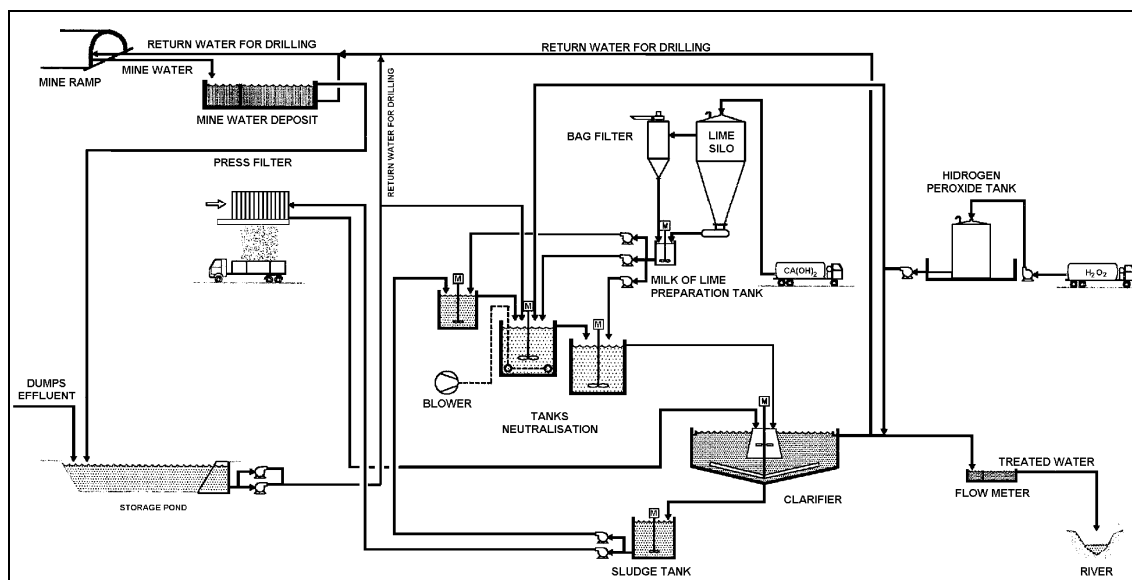 RETURN WATER FOR DRILLING
RETURN WATER FOR DRILLING
MINE WATER
MINE RAMP
MINE WATER DEPOSIT
RETURN WATER FOR DRILLING
PRESS FILTER
BAG FILTER
LIME
SILO
HIDROGEN
PEROXIDE TANK
M
CA(OH)2
H2O2
MILK OF LIME
PREPARATION TANK
M
M
M
BLOWER
TANKS
NEUTRALISATION
DUMPS
EFFLUENT
M
STORAGE POND
CLARIFIER
TREATED WATER
FLOW METER
M
SLUDGE TANK
RIVER